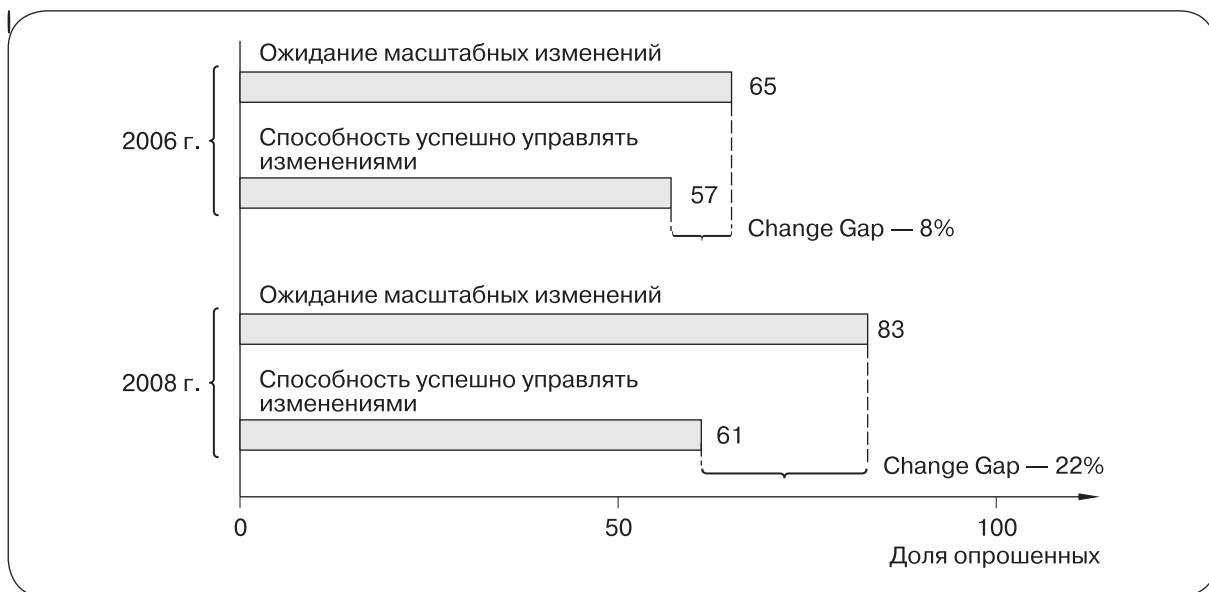 Ожидание масштабных изменений
65
2006 г.
Способность успешно управлять
изменениями
57
Change Gap — 8%
Ожидание масштабных изменений
83
2008 г.
Способность успешно управлять
изменениями
61
Change Gap — 22%
0
50
100
Доля опрошенных